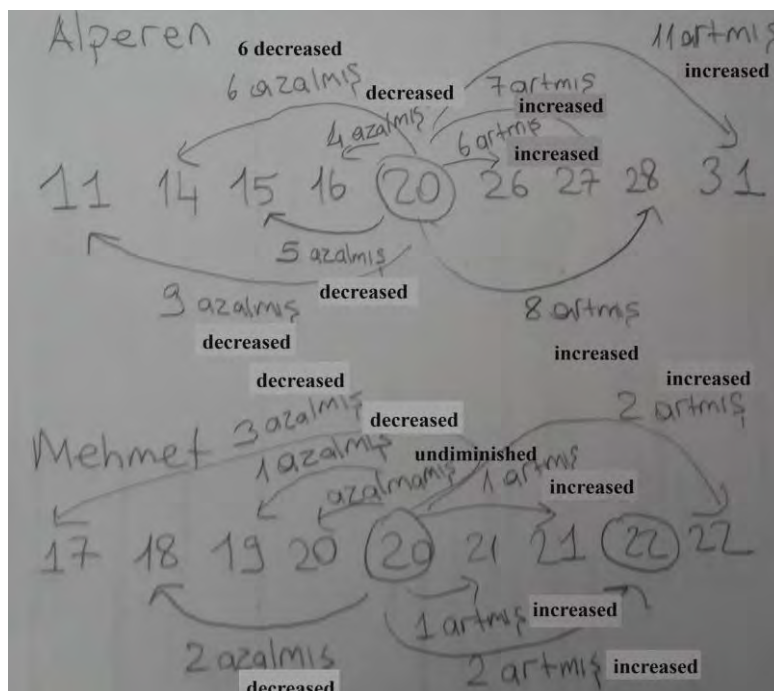 Alperen 6 decreased 11 artmış
6 azalmış decreased 7 artmış increased
4 azalmış 6 artmış increased
increased
11 14 15 16 20 26 27 28 31
5 azalmış
9 azalmış decreased 8 artmış
decreased increased
decreased increased
3 azalmış decreased 2 artmış
Mehmet 1 azalmış undiminished
azalmamış 1 artmış increased
17 18 19 20 20 21 21 22 22
1 artmış increased
2 azalmış 2 artmış increased
decreased